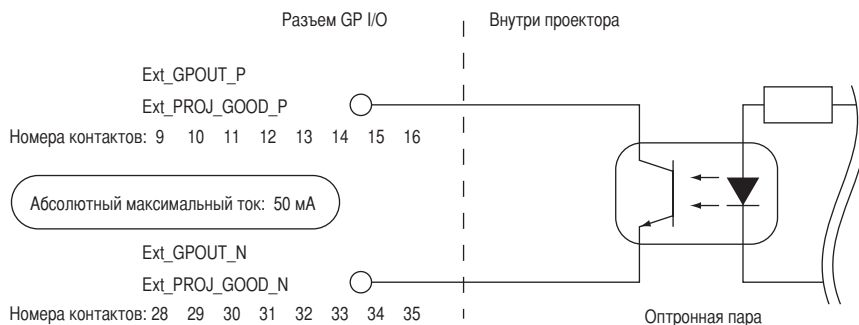 Разъем GP I/O
Внутри проектора
Ext_GPOUT_P
Ext_PROJ_GOOD_P
Номера контактов: 9 10 11 12 13 14 15 16
Абсолютный максимальный ток: 50 мА
Ext_GPOUT_N
Ext_PROJ_GOOD_N
Номера контактов: 28 29 30 31 32 33 34 35
Оптронная пара